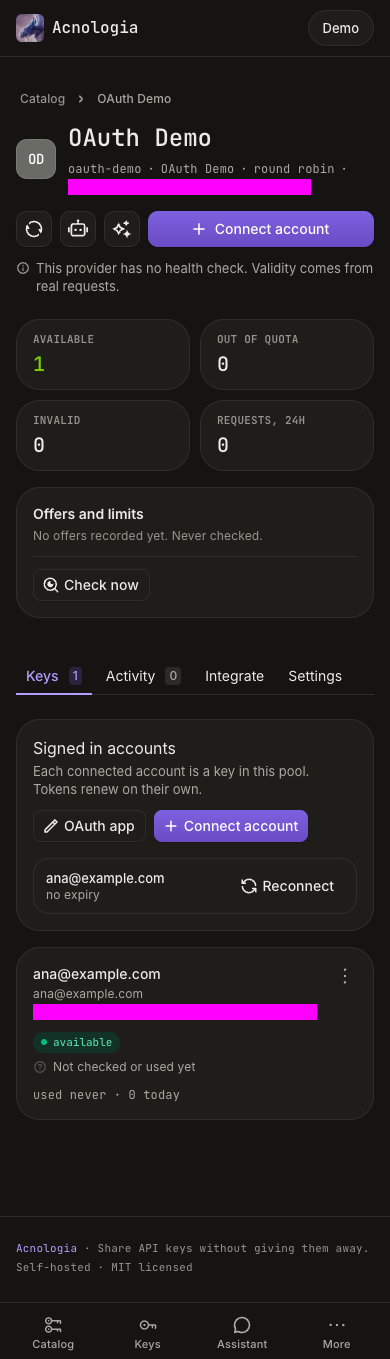 Acnologia
Demo
Catalog › OAuth Demo
OD
OAuth Demo
oauth-demo · OAuth Demo · round robin ·
Connect account
This provider has no health check. Validity comes from
real requests.
AVAILABLE
1
OUT OF QUOTA
0
INVALID
0
REQUESTS, 24H
0
Offers and limits
No offers recorded yet. Never checked.
Check now
Keys 1 Activity 0 Integrate Settings
Signed in accounts
Each connected account is a key in this pool.
Tokens renew on their own.
OAuth app
Connect account
ana@example.com
no expiry
Reconnect
ana@example.com
ana@example.com
available
Not checked or used yet
used never · 0 today
Acnologia · Share API keys without giving them away.
Self-hosted · MIT licensed
Catalog Keys Assistant More